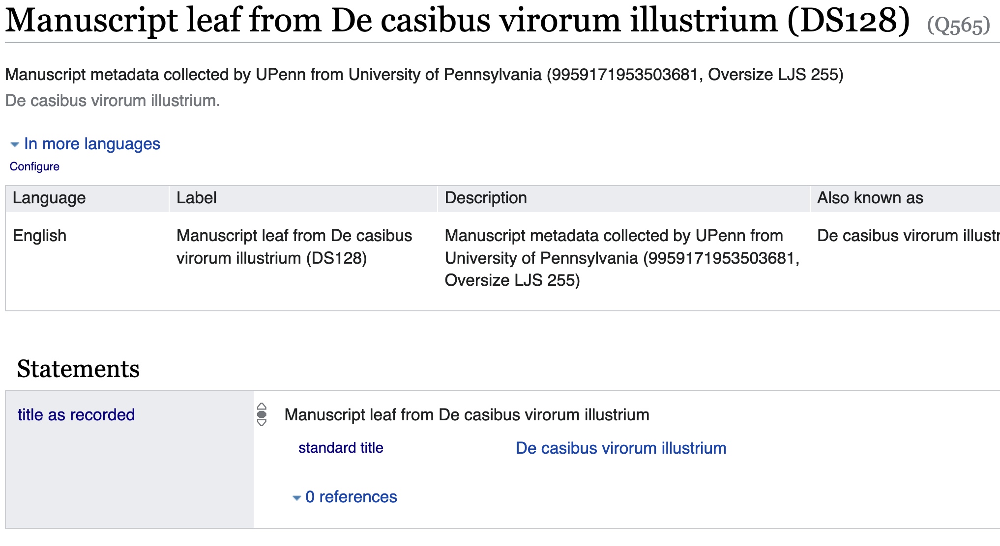 Manuscript leaf from De casibus virorum illustrium (DS128) (Q565)
Manuscript metadata collected by UPenn from University of Pennsylvania (9959171953503681, Oversize LJS 255)
De casibus virorum illustrium.
In more languages
Configure
Language Label Description Also known as
English Manuscript leaf from De casibus Manuscript metadata collected by UPenn from De casibus virorum
virorum illustrium (DS128) University of Pennsylvania (9959171953503681,
Oversize LJS 255)
Statements
title as recorded Manuscript leaf from De casibus virorum illustrium
standard title De casibus virorum illustrium
0 references